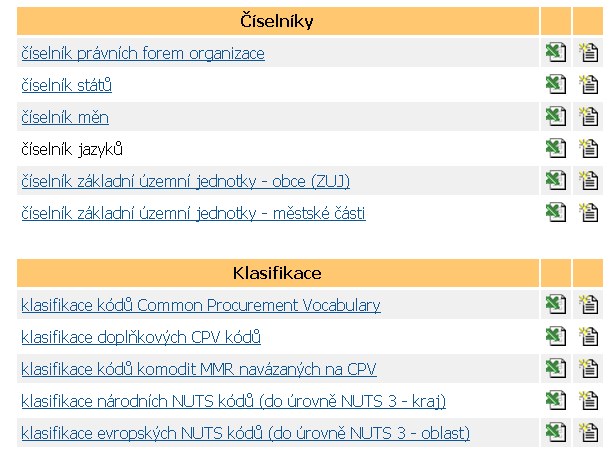 Číselníky
číselník právních forem organizace
číselník států
číselník měn
číselník jazyků
číselník základní územní jednotky - obce (ZUJ)
číselník základní územní jednotky - městské části
Klasifikace
klasifikace kódů Common Procurement Vocabulary
klasifikace doplňkových CPV kódů
klasifikace kódů komodit MMR navázaných na CPV
klasifikace národních NUTS kódů (do úrovně NUTS 3 - kraj)
klasifikace evropských NUTS kódů (do úrovně NUTS 3 - oblast)